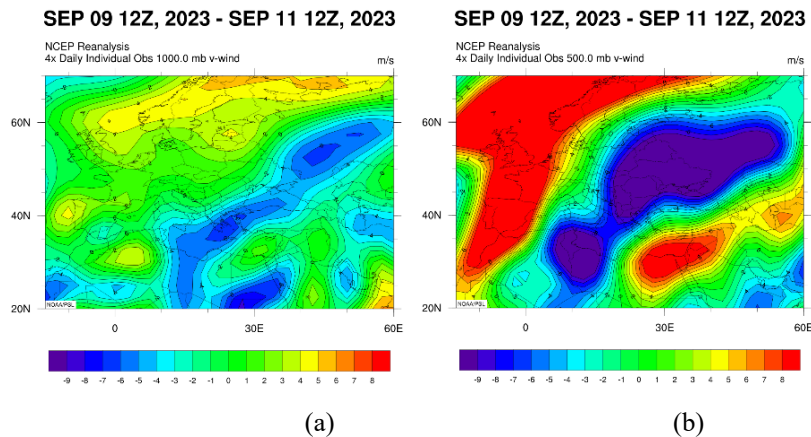 SEP 09 12Z, 2023 - SEP 11 12Z, 2023
NCEP Reanalysis
4x Daily Individual Obs 1000.0 mb v-wind m/s
60N
40N
20N
NOAA/PSL
0 30E 60E
-9 -8 -7 -6 -5 -4 -3 -2 -1 0 1 2 3 4 5 6 7 8
(a)
SEP 09 12Z, 2023 - SEP 11 12Z, 2023
NCEP Reanalysis
4x Daily Individual Obs 500.0 mb v-wind m/s
60N
40N
20N
NOAA/PSL
0 30E 60E
-9 -8 -7 -6 -5 -4 -3 -2 -1 0 1 2 3 4 5 6 7 8
(b)